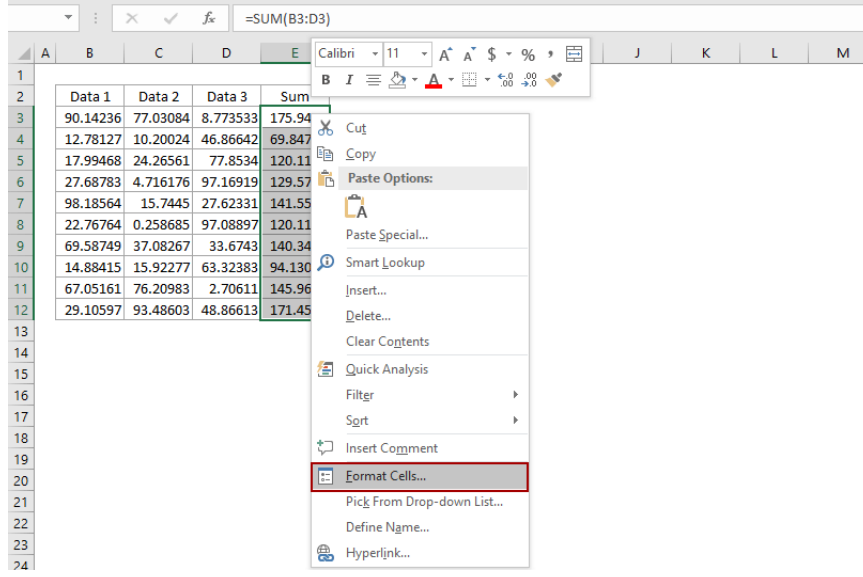 fx =SUM(B3:D3)
Calibri 11 A A $ % ,
B I A .00 .00
A B C D E J K L M
1
2 Data 1 Data 2 Data 3 Sum
3 90.14236 77.03084 8.773533 175.94
4 12.78127 10.20024 46.86642 69.847
5 17.99468 24.26561 77.8534 120.11
6 27.68783 4.716176 97.16919 129.57
7 98.18564 15.7445 27.62331 141.55
8 22.76764 0.258685 97.08897 120.11
9 69.58749 37.08267 33.6743 140.34
10 14.88415 15.92277 63.32383 94.130
11 67.05161 76.20983 2.70611 145.96
12 29.10597 93.48603 48.86613 171.45
13
14
15
16
17
18
19
20
21
22
23
24
Cut
Copy
Paste Options:
A
Paste Special...
Smart Lookup
Insert...
Delete...
Clear Contents
Quick Analysis
Filter
Sort
Insert Comment
Format Cells...
Pick From Drop-down List...
Define Name...
Hyperlink...